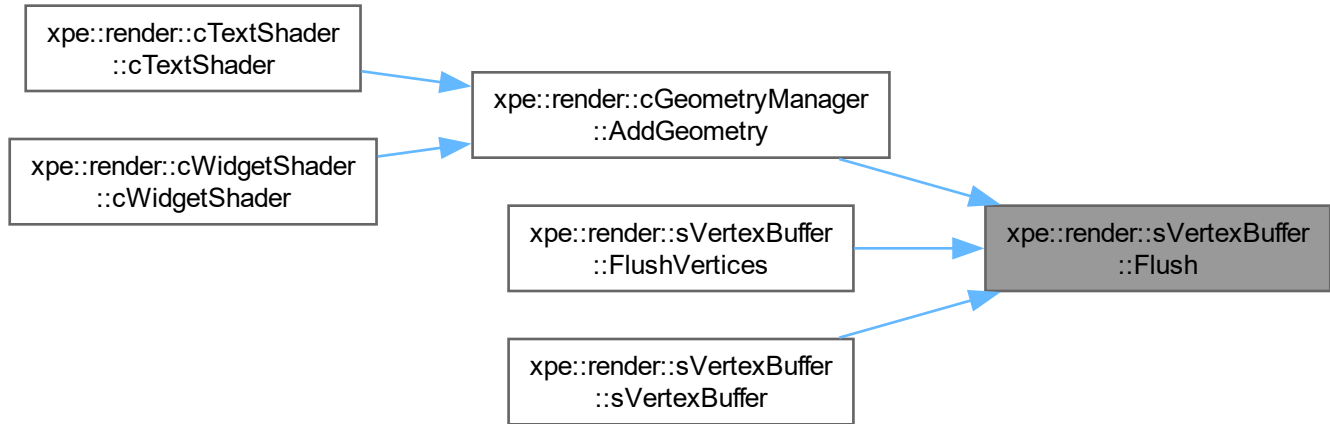 xpe::render::cTextShader
::cTextShader
xpe::render::cWidgetShader
::cWidgetShader
xpe::render::cGeometryManager
::AddGeometry
xpe::render::sVertexBuffer
::FlushVertices
xpe::render::sVertexBuffer
::sVertexBuffer
xpe::render::sVertexBuffer
::Flush